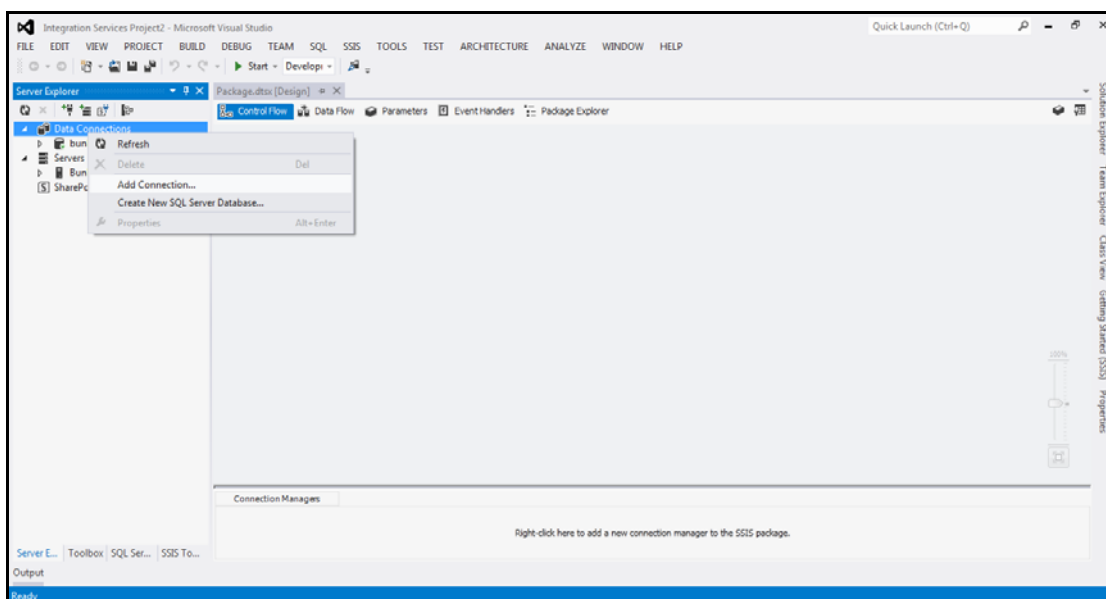 Integration Services Project2 - Microsoft Visual Studio
Quick Launch (Ctrl+Q)
FILE EDIT VIEW PROJECT BUILD DEBUG TEAM SQL SSIS TOOLS TEST ARCHITECTURE ANALYZE WINDOW HELP
Start Developi
Server Explorer
Package.dtsx [Design]
Control Flow Data Flow Parameters Event Handlers Package Explorer
Data Connections
bun
Refresh
Servers
Delete Del
Bun
SharePo
Add Connection...
Create New SQL Server Database...
Properties Alt+Enter
Solution Explorer
Team Explorer
Class View
Getting Started (SSIS)
Properties
100%
Connection Managers
Right-click here to add a new connection manager to the SSIS package.
Server E... Toolbox SQL Ser... SSIS To...
Output
Ready